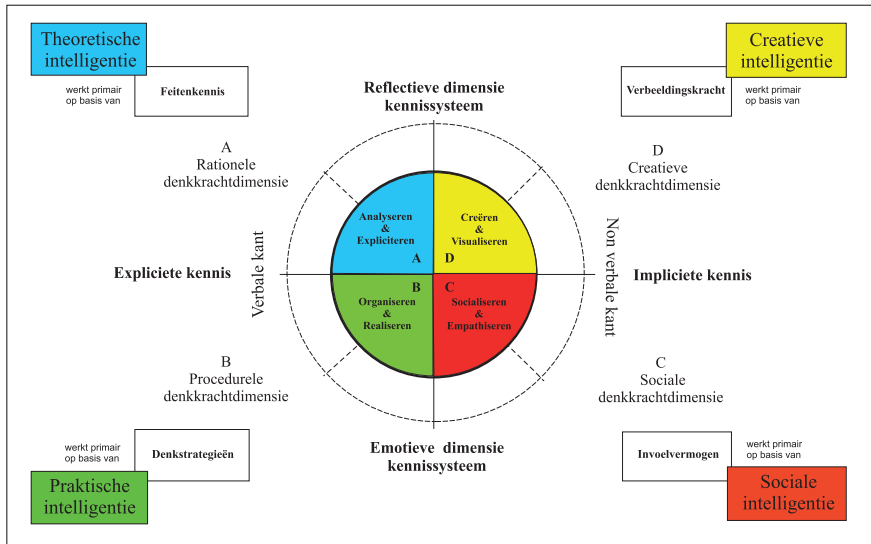 Theoretische
intelligentie
werkt primair
op basis van
Feitenkennis
Reflectieve dimensie
kennissysteem
Creatieve
intelligentie
Verbeeldingskracht
werkt primair
op basis van
A
Rationele
denkkrachtdimensie
D
Creatieve
denkkrachtdimensie
Analyseren
&
Expliciteren
A
Creëren
&
Visualiseren
D
Expliciete kennis
Verbale kant
Non verbale kant
Impliciete kennis
B
Organiseren
&
Realiseren
C
Socialiseren
&
Empathiseren
B
Procedurele
denkkrachtdimensie
C
Sociale
denkkrachtdimensie
werkt primair
op basis van
Denkstrategieën
Praktische
intelligentie
Emotieve dimensie
kennissysteem
Invoelvermogen
werkt primair
op basis van
Sociale
intelligentie